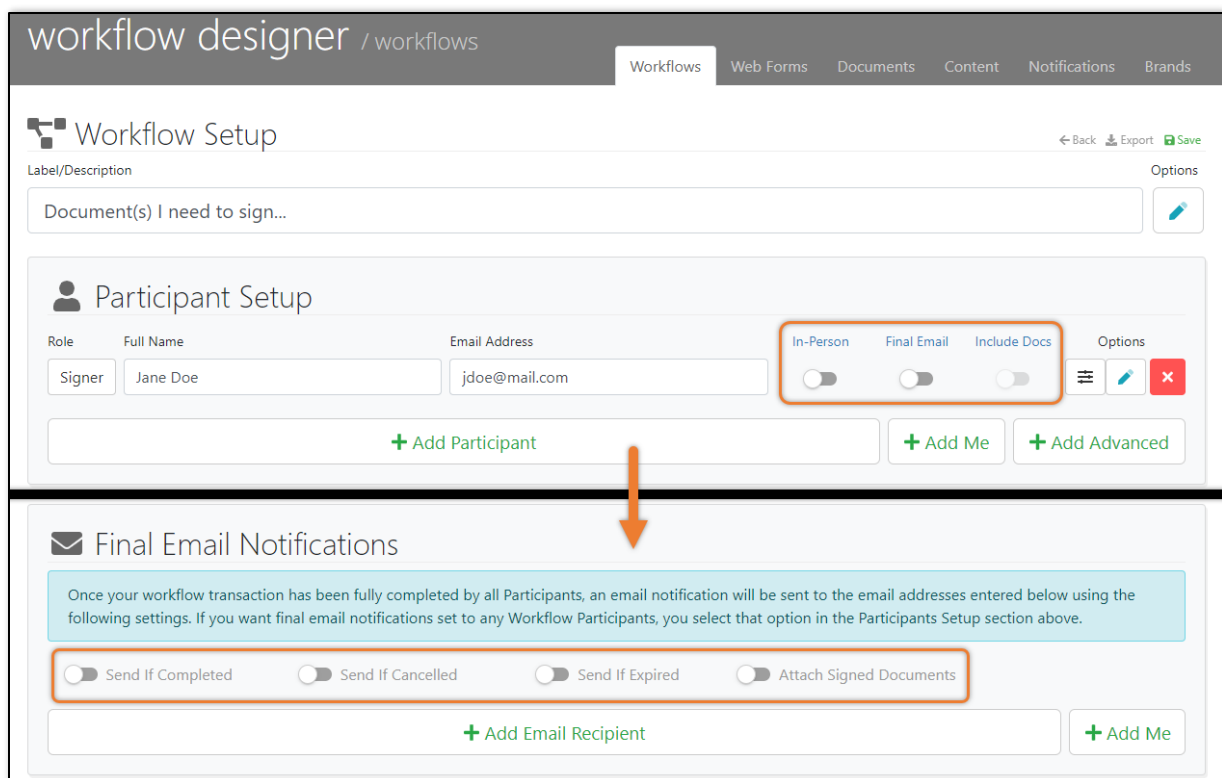 workflow designer / workflows
Workflows Web Forms Documents Content Notifications Brands
Workflow Setup
Back Export Save
Label/Description Options
Document(s) I need to sign...
Participant Setup
Role Full Name Email Address In-Person Final Email Include Docs Options
Signer Jane Doe jdoe@mail.com
+ Add Participant + Add Me + Add Advanced
Final Email Notifications
Once your workflow transaction has been fully completed by all Participants, an email notification will be sent to the email addresses entered below using the
following settings. If you want final email notifications set to any Workflow Participants, you select that option in the Participants Setup section above.
Send If Completed Send If Cancelled Send If Expired Attach Signed Documents
+ Add Email Recipient + Add Me